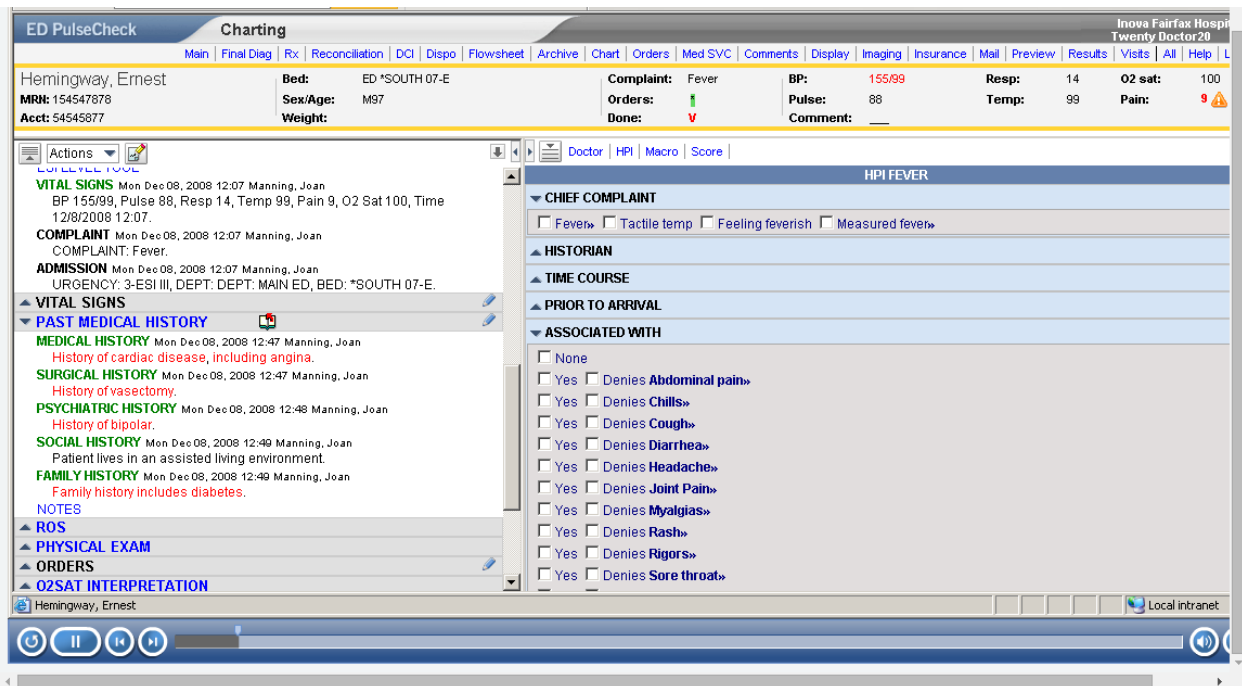 ED PulseCheck Charting Inova Fairfax Hospi
Twenty Doctor20
Main | Final Diag | Rx | Reconciliation | DCI | Dispo | Flowsheet | Archive | Chart | Orders | Med SVC | Comments | Display | Imaging | Insurance | Mail | Preview | Results | Visits | All | Help | L
Hemingway, Ernest Bed: ED *SOUTH 07-E Complaint: Fever BP: 155/99 Resp: 14 O2 sat: 100
MRN: 154547878 Sex/Age: M97 Orders: * Pulse: 88 Temp: 99 Pain: 9
Acct: 54545877 Weight: Done: V Comment: ___
Actions
Doctor | HPI | Macro | Score |
ESI LEVEL TOOL
VITAL SIGNS Mon Dec 08, 2008 12:07 Manning, Joan
BP 155/99, Pulse 88, Resp 14, Temp 99, Pain 9, O2 Sat 100, Time
12/8/2008 12:07.
COMPLAINT Mon Dec 08, 2008 12:07 Manning, Joan
COMPLAINT: Fever.
ADMISSION Mon Dec 08, 2008 12:07 Manning, Joan
URGENCY: 3-ESI III, DEPT: DEPT: MAIN ED, BED: *SOUTH 07-E.
VITAL SIGNS
PAST MEDICAL HISTORY
MEDICAL HISTORY Mon Dec 08, 2008 12:47 Manning, Joan
History of cardiac disease, including angina.
SURGICAL HISTORY Mon Dec 08, 2008 12:47 Manning, Joan
History of vasectomy.
PSYCHIATRIC HISTORY Mon Dec 08, 2008 12:48 Manning, Joan
History of bipolar.
SOCIAL HISTORY Mon Dec 08, 2008 12:49 Manning, Joan
Patient lives in an assisted living environment.
FAMILY HISTORY Mon Dec 08, 2008 12:49 Manning, Joan
Family history includes diabetes.
NOTES
ROS
PHYSICAL EXAM
ORDERS
O2SAT INTERPRETATION
HPI FEVER
CHIEF COMPLAINT
Fever» Tactile temp Feeling feverish Measured fever»
HISTORIAN
TIME COURSE
PRIOR TO ARRIVAL
ASSOCIATED WITH
None
Yes Denies Abdominal pain»
Yes Denies Chills»
Yes Denies Cough»
Yes Denies Diarrhea»
Yes Denies Headache»
Yes Denies Joint Pain»
Yes Denies Myalgias»
Yes Denies Rash»
Yes Denies Rigors»
Yes Denies Sore throat»
Hemingway, Ernest Local intranet